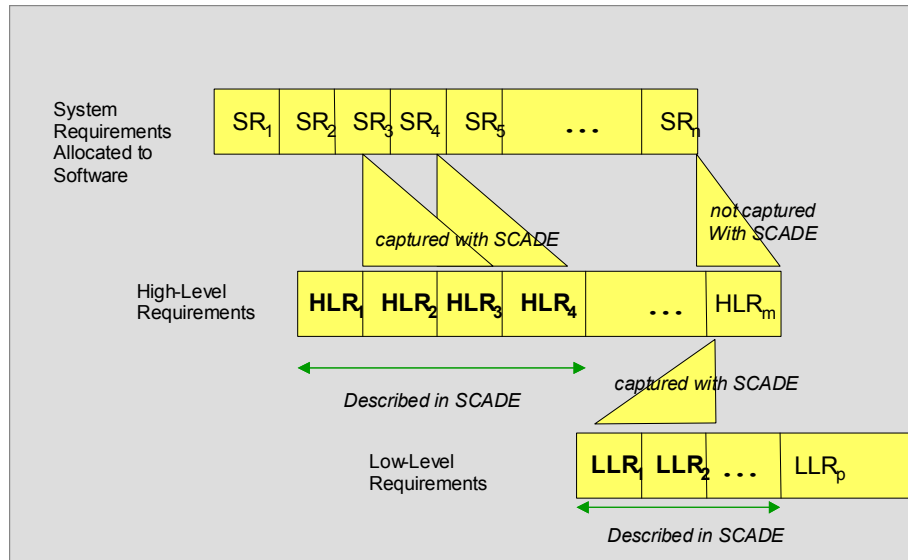 System
Requirements
Allocated to
Software
SR₁ SR₂ SR₃ SR₄ SR₅ ... SRₙ
captured with SCADE
not captured
With SCADE
High-Level
Requirements
HLR₁ HLR₂ HLR₃ HLR₄ ... HLRₘ
Described in SCADE
captured with SCADE
Low-Level
Requirements
LLR₁ LLR₂ ... LLRₚ
Described in SCADE